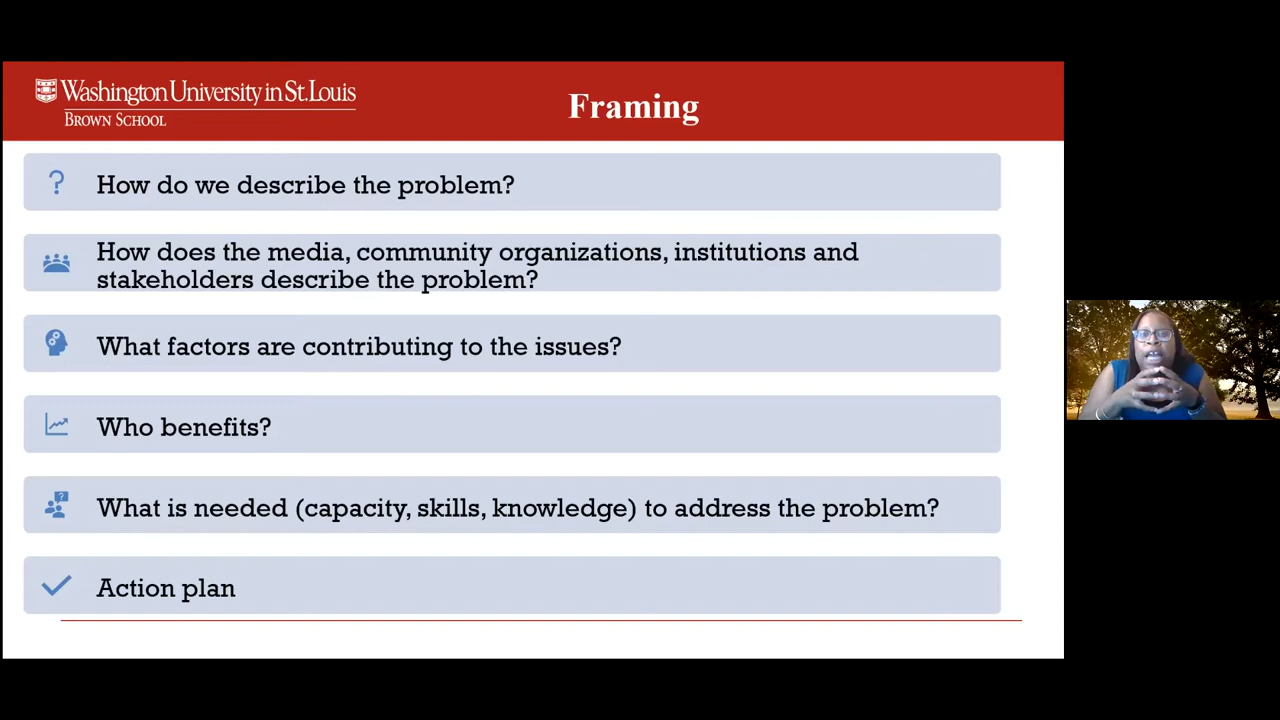 Washington University in St. Louis
BROWN SCHOOL
Framing
How do we describe the problem?
How does the media, community organizations, institutions and
stakeholders describe the problem?
What factors are contributing to the issues?
Who benefits?
What is needed (capacity, skills, knowledge) to address the problem?
Action plan